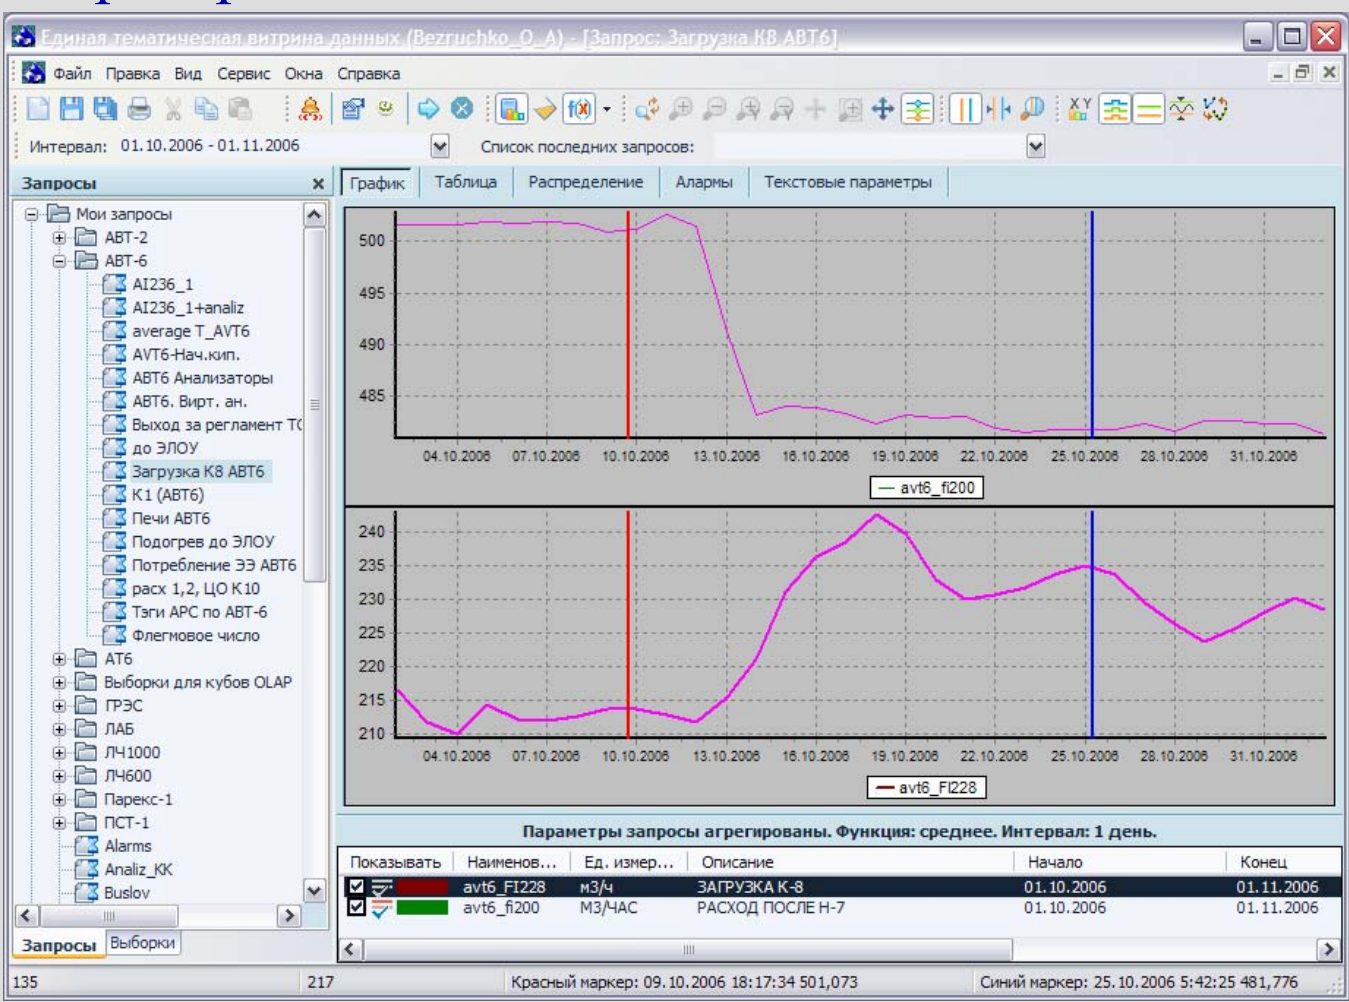 Единая тематическая витрина данных (Bezruchko_O_A) - [Запрос: Загрузка К8 АВТ6]
Файл Правка Вид Сервис Окна Справка
Интервал: 01.10.2006 - 01.11.2006 Список последних запросов:
Запросы
Мои запросы
АВТ-2
АВТ-6
AI236_1
AI236_1+analiz
average T_AVT6
AVT6-Нач.кип.
АВТ6 Анализаторы
АВТ6. Вирт. ан.
Выход за регламент ТС
до ЭЛОУ
Загрузка К8 АВТ6
К1 (АВТ6)
Печи АВТ6
Подогрев до ЭЛОУ
Потребление ЭЭ АВТ6
расх 1,2, ЦО К10
Тэги АРС по АВТ-6
Флегмовое число
АТ6
Выборки для кубов OLAP
ГРЭС
ЛАБ
ЛЧ1000
ЛЧ600
Парекс-1
ПСТ-1
Alarms
Analiz_KK
Buslov
Запросы Выборки
График Таблица Распределение Алармы Текстовые параметры
500
495
490
485
04.10.2006 07.10.2006 10.10.2006 13.10.2006 16.10.2006 19.10.2006 22.10.2006 25.10.2006 28.10.2006 31.10.2006
avt6_fi200
240
235
230
225
220
215
210
04.10.2006 07.10.2006 10.10.2006 13.10.2006 16.10.2006 19.10.2006 22.10.2006 25.10.2006 28.10.2006 31.10.2006
avt6_FI228
Параметры запросы агрегированы. Функция: среднее. Интервал: 1 день.
Показывать Наименов... Ед. измер... Описание Начало Конец
avt6_FI228 м3/ч ЗАГРУЗКА К-8 01.10.2006 01.11.2006
avt6_fi200 М3/ЧАС РАСХОД ПОСЛЕ Н-7 01.10.2006 01.11.2006
135 217 Красный маркер: 09.10.2006 18:17:34 501,073 Синий маркер: 25.10.2006 5:42:25 481,776